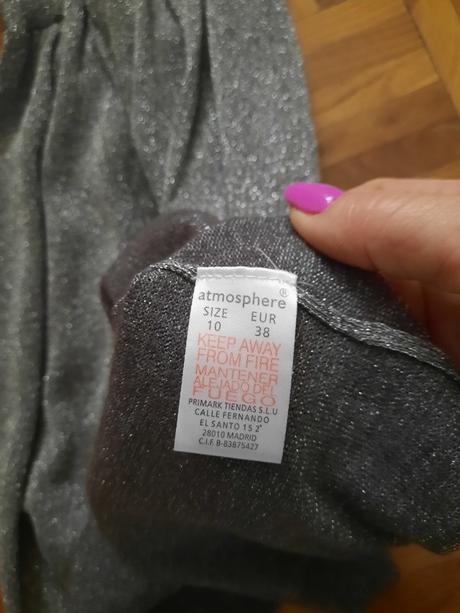 atmosphere®
SIZE EUR
10 38
KEEP AWAY
FROM FIRE
MANTENER
ALEJADO DEL
FUEGO
PRIMARK TIENDAS S.L.U
CALLE FERNANDO
EL SANTO 15 2°
28010 MADRID
C.I.F. B-83875427